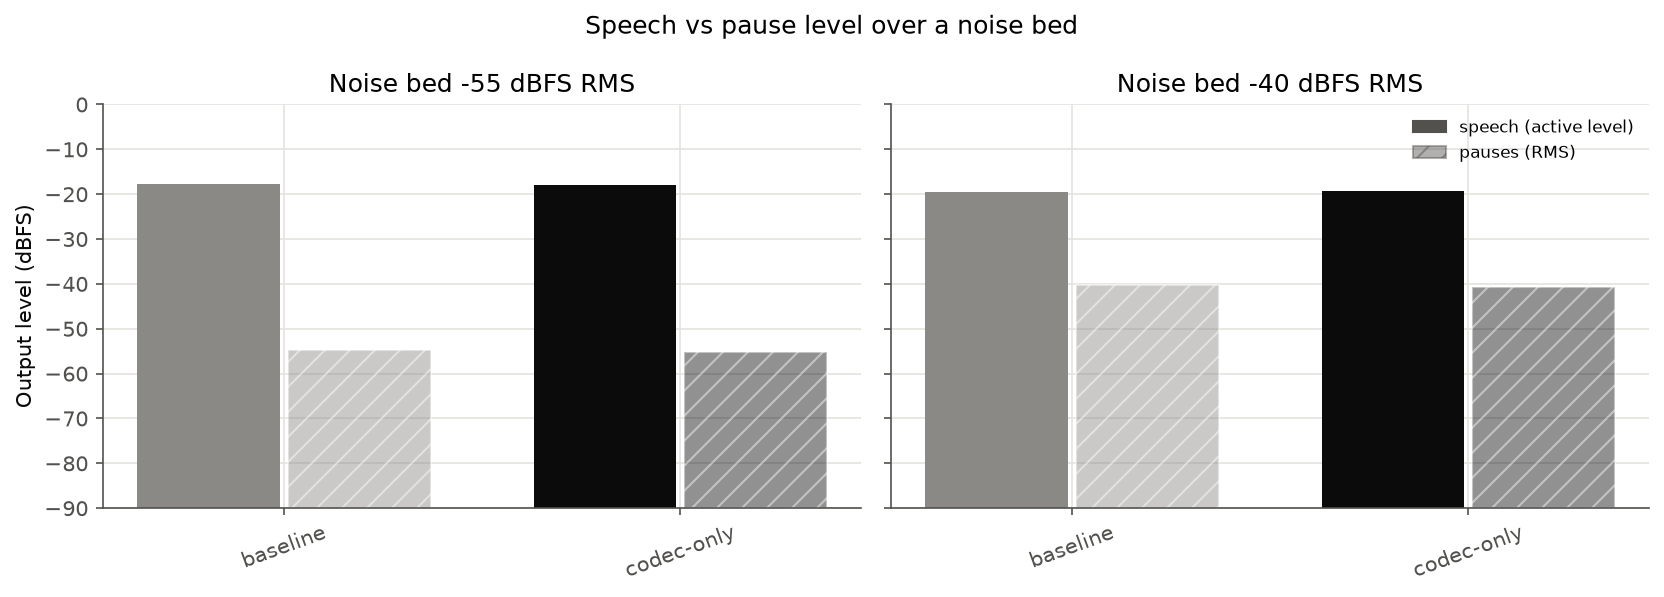 Speech vs pause level over a noise bed
Noise bed -55 dBFS RMS
Noise bed -40 dBFS RMS
Output level (dBFS)
0
−10
−20
−30
−40
−50
−60
−70
−80
−90
speech (active level)
pauses (RMS)
baseline
codec-only
baseline
codec-only